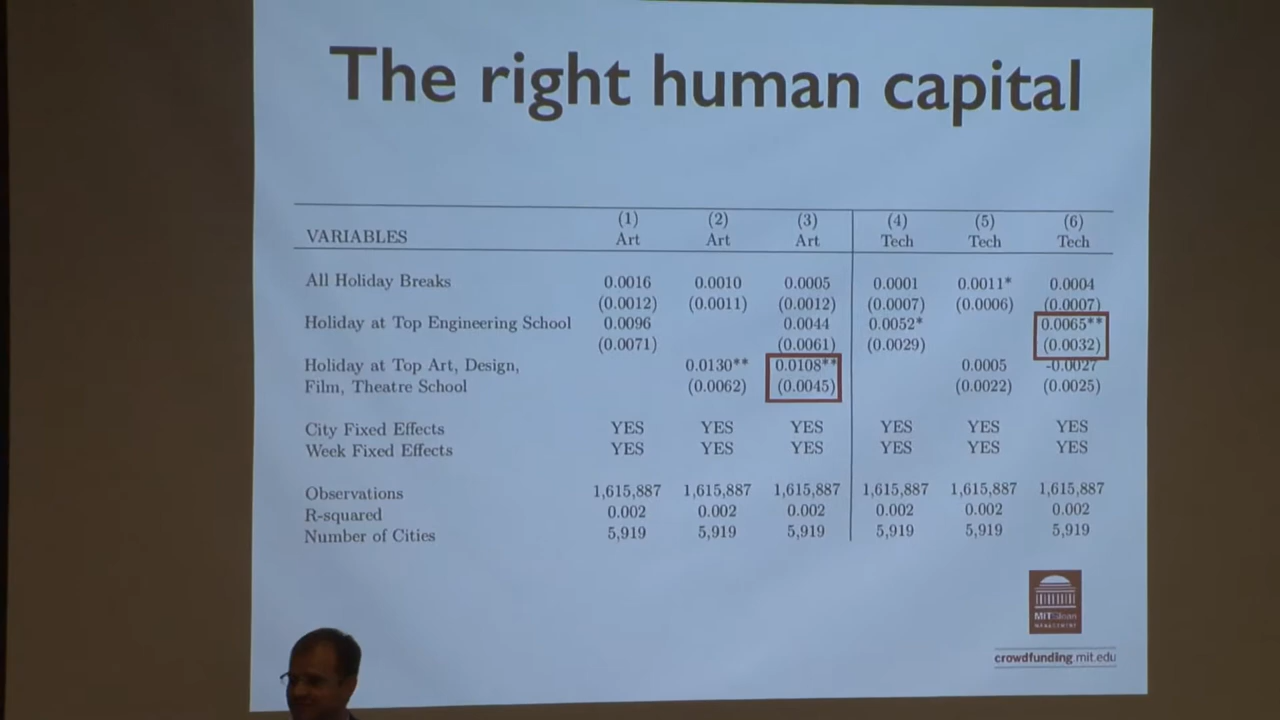 The right human capital
(1) (2) (3) (4) (5) (6)
VARIABLES Art Art Art Tech Tech Tech
All Holiday Breaks 0.0016 0.0010 0.0005 0.0001 0.0011* 0.0004
(0.0012) (0.0011) (0.0012) (0.0007) (0.0006) (0.0007)
Holiday at Top Engineering School 0.0096 0.0044 0.0052* 0.0065**
(0.0071) (0.0061) (0.0029) (0.0032)
Holiday at Top Art, Design, 0.0130** 0.0108** 0.0005 -0.0027
Film, Theatre School (0.0062) (0.0045) (0.0022) (0.0025)
City Fixed Effects YES YES YES YES YES YES
Week Fixed Effects YES YES YES YES YES YES
Observations 1,615,887 1,615,887 1,615,887 1,615,887 1,615,887 1,615,887
R-squared 0.002 0.002 0.002 0.002 0.002 0.002
Number of Cities 5,919 5,919 5,919 5,919 5,919 5,919
MITSloan
MANAGEMENT
crowdfunding.mit.edu